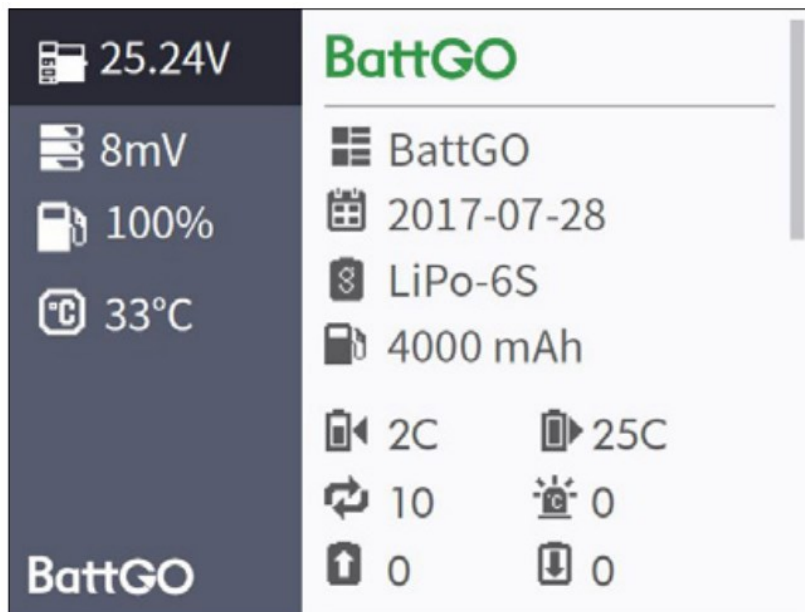 25.24V
8mV
100%
33°C
BattGO
BattGO
BattGO
2017-07-28
LiPo-6S
4000 mAh
2C 25C
10 0
0 0